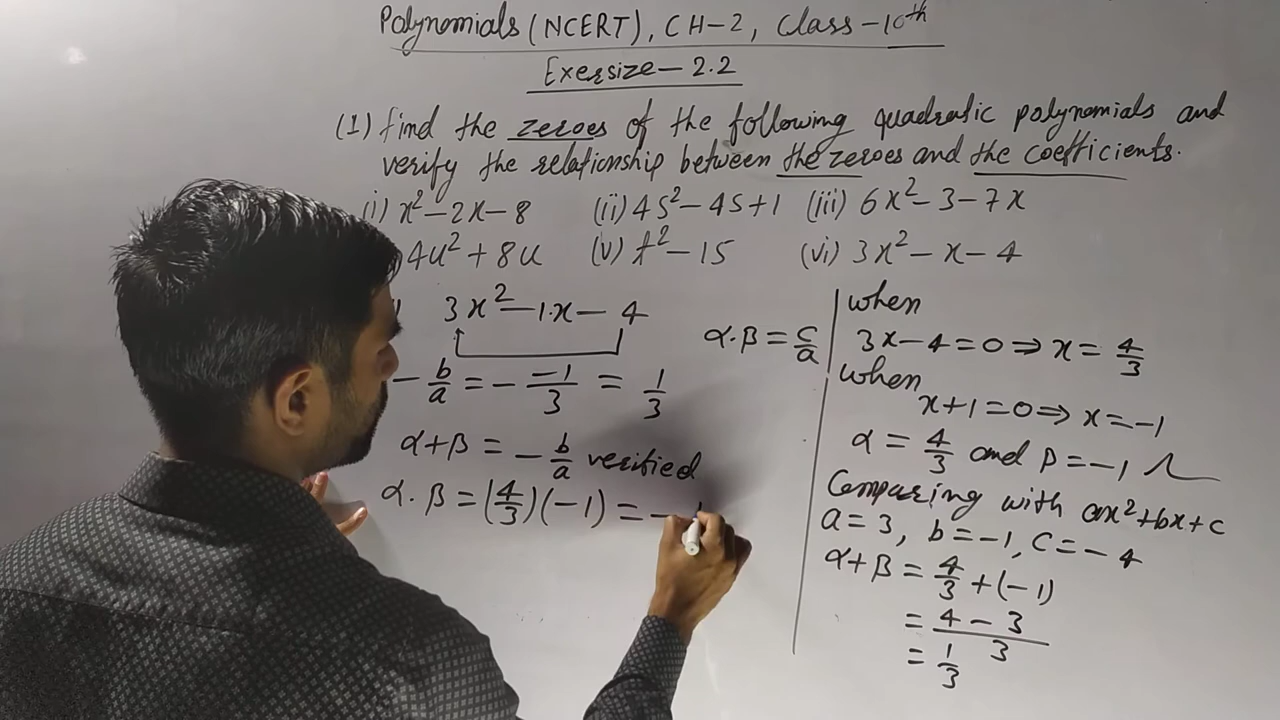 Polynomials (NCERT), CH-2, Class-10th
Exersize-2.2
(1) find the zeroes of the following quadratic polynomials and
verify the relationship between the zeroes and the coefficients.
(i) x²-2x-8 (ii) 4s²-4s+1 (iii) 6x²-3-7x
4u²+8u (v) t²-15 (vi) 3x²-x-4
3x²-1·x-4
-b/a = - -1/3 = 1/3
α+β = -b/a verified
α.β = (4/3)(-1) = -
α.β = c/a
when
3x-4=0⇒x=4/3
when
x+1=0⇒x=-1
α = 4/3 and β=-1
Comparing with ax²+bx+c
a=3, b=-1, c=-4
α+β = 4/3 + (-1)
= 4-3/3
= 1/3